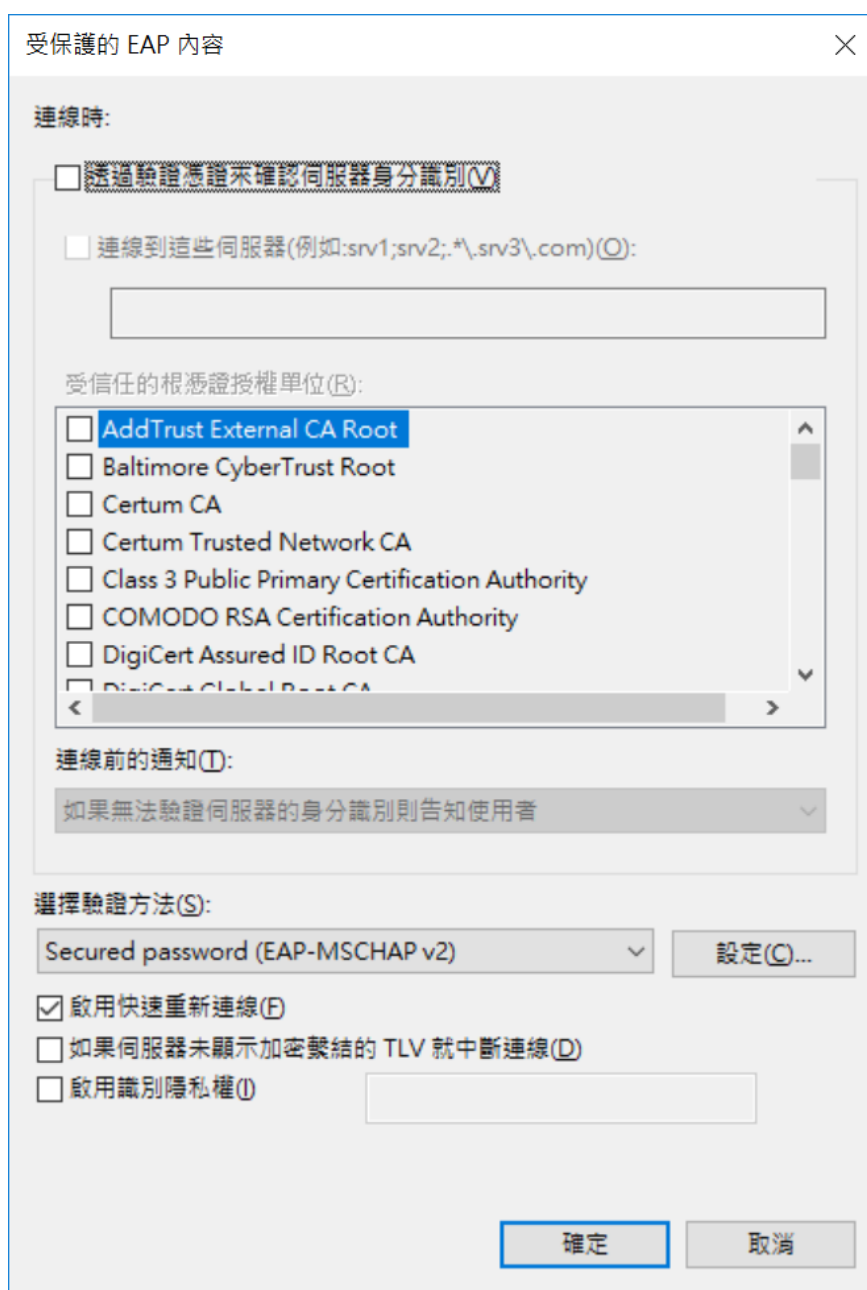 受保護的 EAP 內容
連線時:
透過驗證憑證來確認伺服器身分識別(V)
連線到這些伺服器(例如:srv1;srv2;.*\.srv3\.com)(O):
受信任的根憑證授權單位(R):
AddTrust External CA Root
Baltimore CyberTrust Root
Certum CA
Certum Trusted Network CA
Class 3 Public Primary Certification Authority
COMODO RSA Certification Authority
DigiCert Assured ID Root CA
DigiCert Global Root CA
連線前的通知(T):
如果無法驗證伺服器的身分識別則告知使用者
選擇驗證方法(S):
Secured password (EAP-MSCHAP v2)
設定(C)...
啟用快速重新連線(F)
如果伺服器未顯示加密繫結的 TLV 就中斷連線(D)
啟用識別隱私權(I)
確定
取消